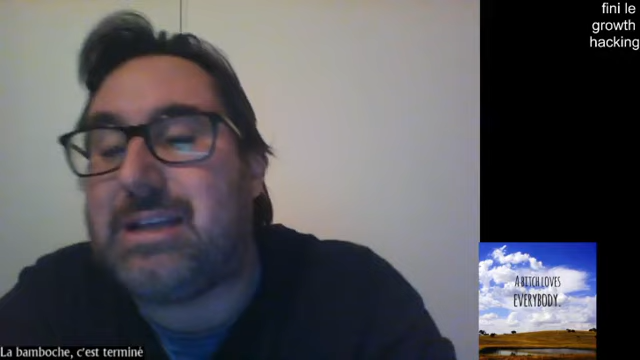 fini le
growth
hacking
A BITCH LOVES
EVERYBODY.
La bamboche, c'est terminé